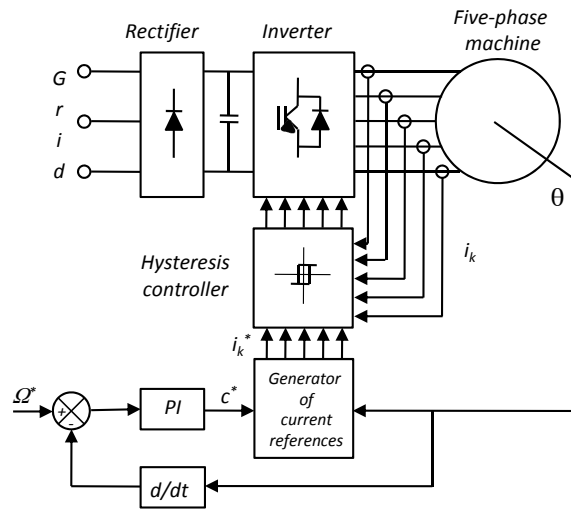 Rectifier
Inverter
Five-phase
machine
G
r
i
d
θ
Hysteresis
controller
i_k
i_k*
Ω*
+
-
PI
c*
Generator
of
current
references
d/dt